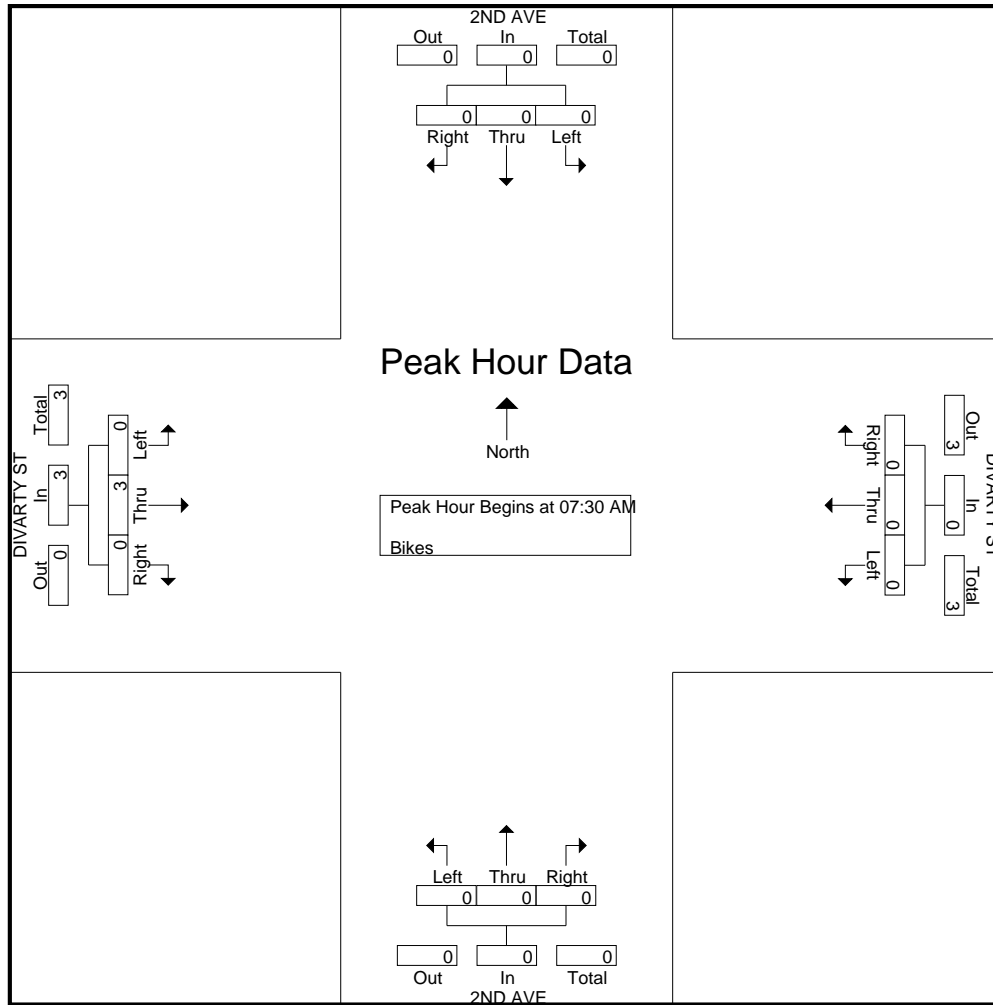 2ND AVE
Out In Total
0 0 0
0 0 0
Right Thru Left
Peak Hour Data
North
Peak Hour Begins at 07:30 AM
Bikes
DIVARTY ST
Total In Out
3 3 0
0 3 0
Left Thru Right
DIVARTY ST
Out In Total
3 0 3
0 0 0
Right Thru Left
Left Thru Right
0 0 0
0 0 0
Out In Total
2ND AVE